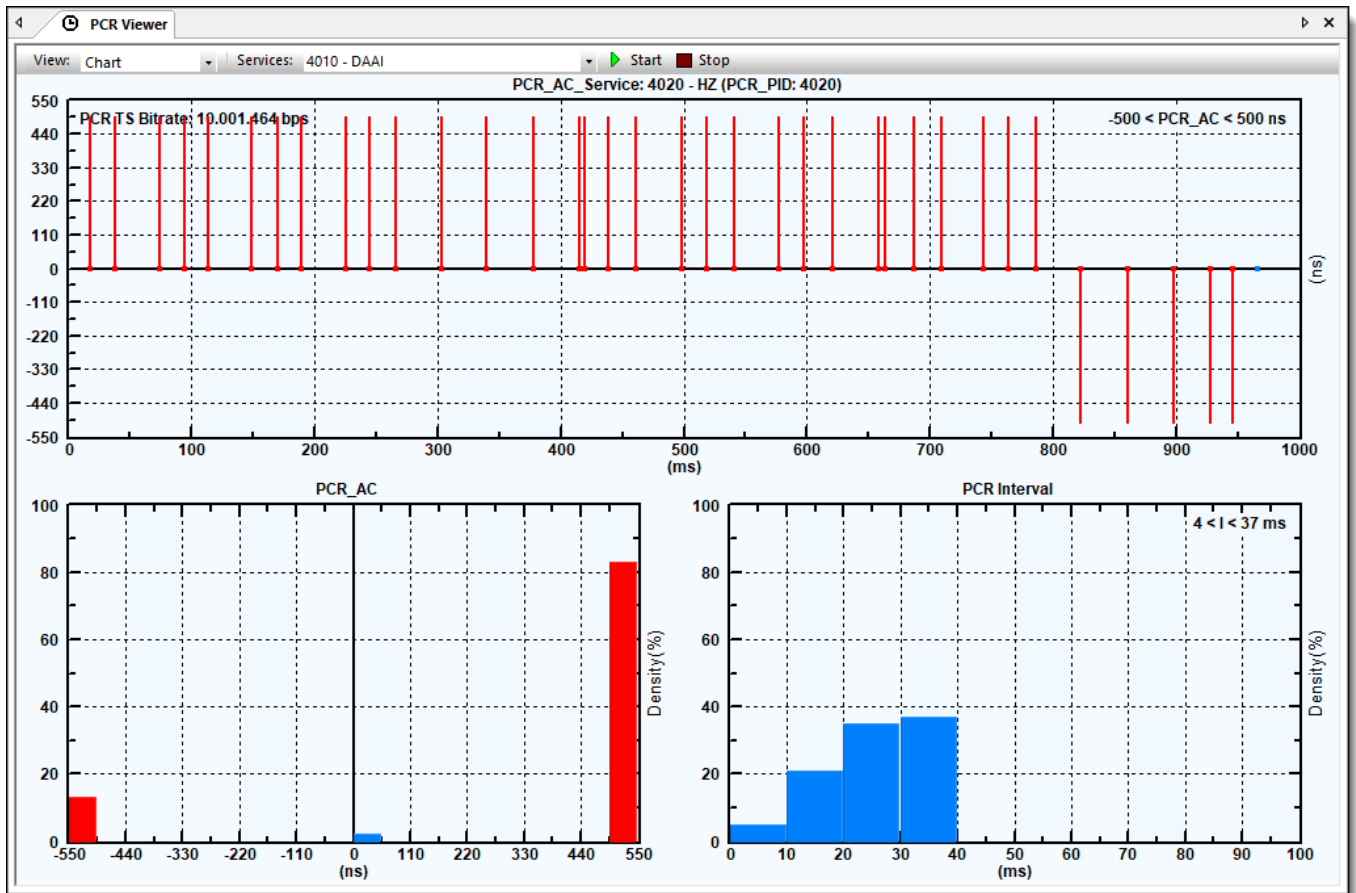 PCR Viewer
View: Chart Services: 4010 - DAAI Start Stop
PCR_AC_Service: 4020 - HZ (PCR_PID: 4020)
PCR TS Bitrate: 10.001.464 bps
-500 < PCR_AC < 500 ns
550
440
330
220
110
0
-110
-220
-330
-440
-550
(ns)
0 100 200 300 400 500 600 700 800 900 1000
(ms)
PCR_AC
100
80
60
40
20
0
Density(%)
-550 -440 -330 -220 -110 0 110 220 330 440 550
(ns)
PCR Interval
4 < I < 37 ms
100
80
60
40
20
0
Density(%)
0 10 20 30 40 50 60 70 80 90 100
(ms)